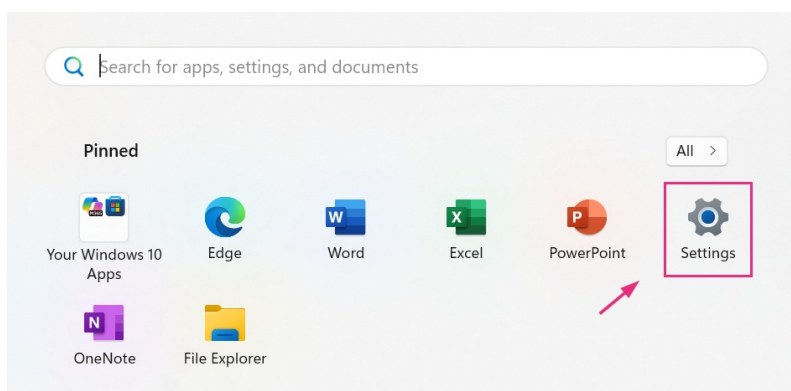 Search for apps, settings, and documents
Pinned
All
Your Windows 10
Apps
Edge
Word
Excel
PowerPoint
Settings
OneNote
File Explorer